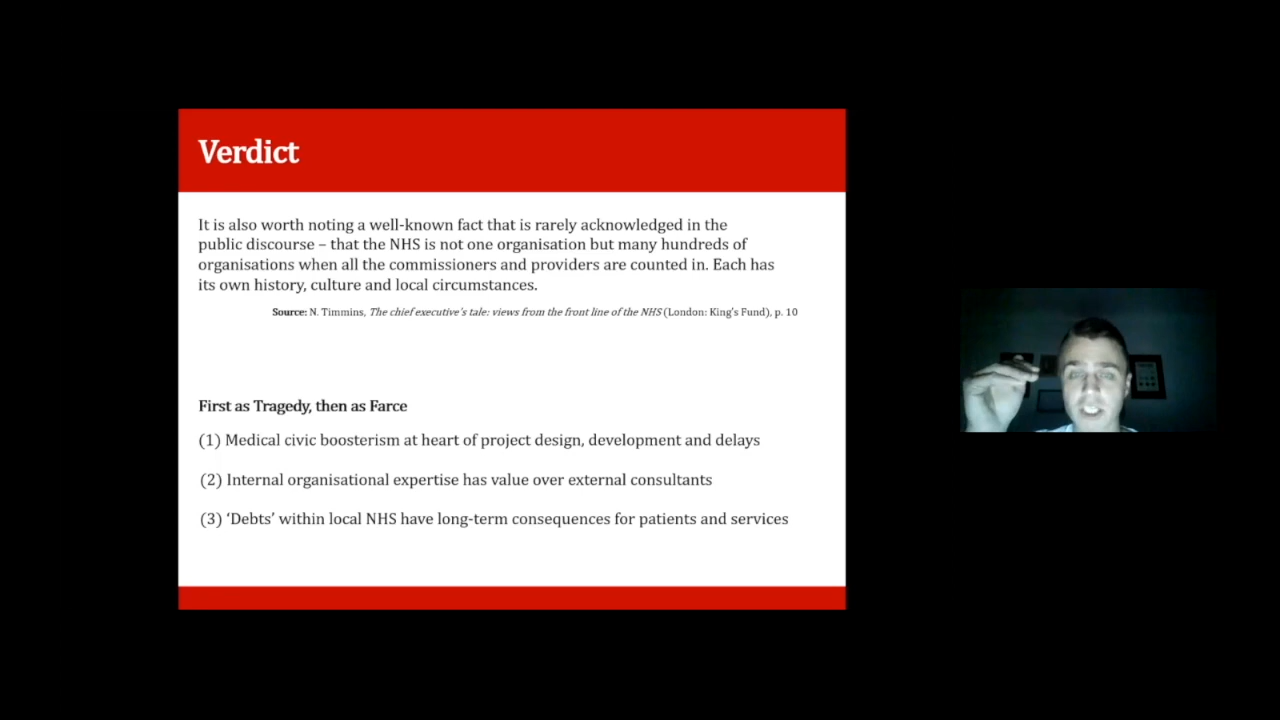 Verdict
It is also worth noting a well-known fact that is rarely acknowledged in the
public discourse – that the NHS is not one organisation but many hundreds of
organisations when all the commissioners and providers are counted in. Each has
its own history, culture and local circumstances.
Source: N. Timmins, The chief executive's tale: views from the front line of the NHS (London: King's Fund), p. 10
First as Tragedy, then as Farce
(1) Medical civic boosterism at heart of project design, development and delays
(2) Internal organisational expertise has value over external consultants
(3) ‘Debts’ within local NHS have long-term consequences for patients and services